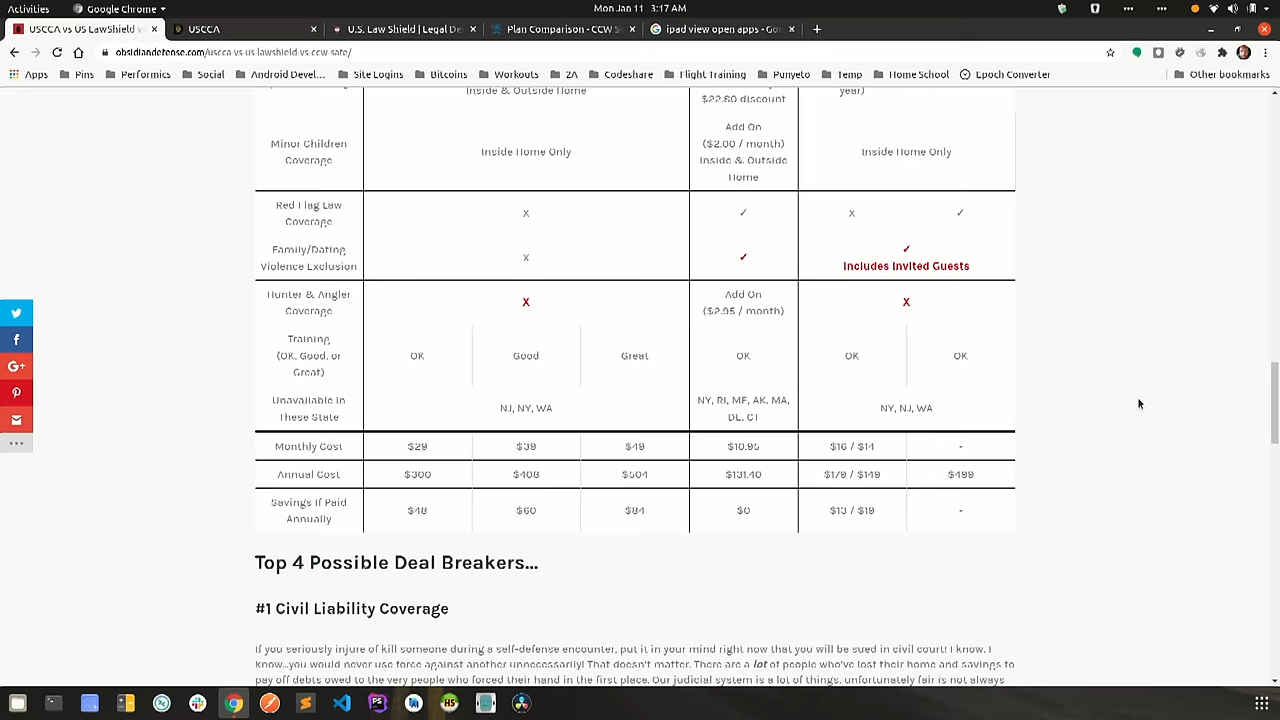 Activities
Google Chrome
Mon Jan 11 3:17 AM
USCCA vs US LawShield vs
USCCA
U.S. Law Shield | Legal De
Plan Comparison - CCW S
ipad view open apps - Goo
obsidiandefense.com/uscca-vs-us-lawshield-vs-ccw-safe/
Apps
Pins
Performics
Social
Android Devel...
Site Logins
Bitcoins
Workouts
2A
Codeshare
Flight Training
Punyeto
Temp
Home School
Epoch Converter
Other bookmarks
Inside & Outside Home
$22.80 discount
year)
Minor Children Coverage
Inside Home Only
Add On
($2.00 / month)
Inside & Outside
Home
Inside Home Only
Red Flag Law
Coverage
X
✓
X
✓
Family/Dating
Violence Exclusion
X
✓
✓
Includes Invited Guests
Hunter & Angler
Coverage
X
Add On
($2.95 / month)
X
Training
(OK, Good, or
Great)
OK
Good
Great
OK
OK
OK
Unavailable In
These State
NJ, NY, WA
NY, RI, ME, AK, MA,
DE, CT
NY, NJ, WA
Monthly Cost
$29
$39
$49
$10.95
$16 / $14
-
Annual Cost
$300
$408
$504
$131.40
$179 / $149
$499
Savings If Paid
Annually
$48
$60
$84
$0
$13 / $19
-
Top 4 Possible Deal Breakers...
#1 Civil Liability Coverage
If you seriously injure of kill someone during a self-defense encounter, put it in your mind right now that you will be sued in civil court! I know, I
know...you would never use force against another unnecessarily! That doesn't matter. There are a lot of people who've lost their home and savings to
pay off debts owed to the very people who forced their hand in the first place. Our judicial system is a lot of things, unfortunately fair is not always